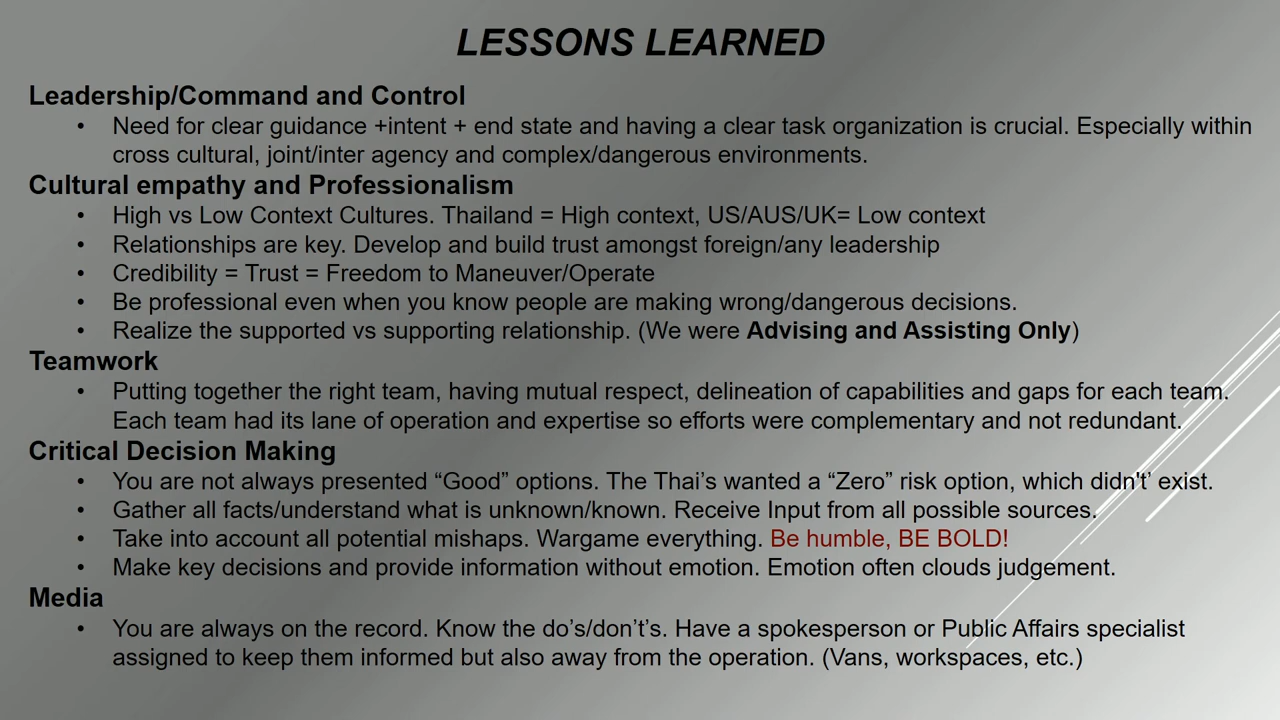 LESSONS LEARNED
Leadership/Command and Control
• Need for clear guidance +intent + end state and having a clear task organization is crucial. Especially within
cross cultural, joint/inter agency and complex/dangerous environments.
Cultural empathy and Professionalism
• High vs Low Context Cultures. Thailand = High context, US/AUS/UK= Low context
• Relationships are key. Develop and build trust amongst foreign/any leadership
• Credibility = Trust = Freedom to Maneuver/Operate
• Be professional even when you know people are making wrong/dangerous decisions.
• Realize the supported vs supporting relationship. (We were Advising and Assisting Only)
Teamwork
• Putting together the right team, having mutual respect, delineation of capabilities and gaps for each team.
Each team had its lane of operation and expertise so efforts were complementary and not redundant.
Critical Decision Making
• You are not always presented “Good” options. The Thai’s wanted a “Zero” risk option, which didn't’ exist.
• Gather all facts/understand what is unknown/known. Receive Input from all possible sources.
• Take into account all potential mishaps. Wargame everything. Be humble, BE BOLD!
• Make key decisions and provide information without emotion. Emotion often clouds judgement.
Media
• You are always on the record. Know the do’s/don’t’s. Have a spokesperson or Public Affairs specialist
assigned to keep them informed but also away from the operation. (Vans, workspaces, etc.)